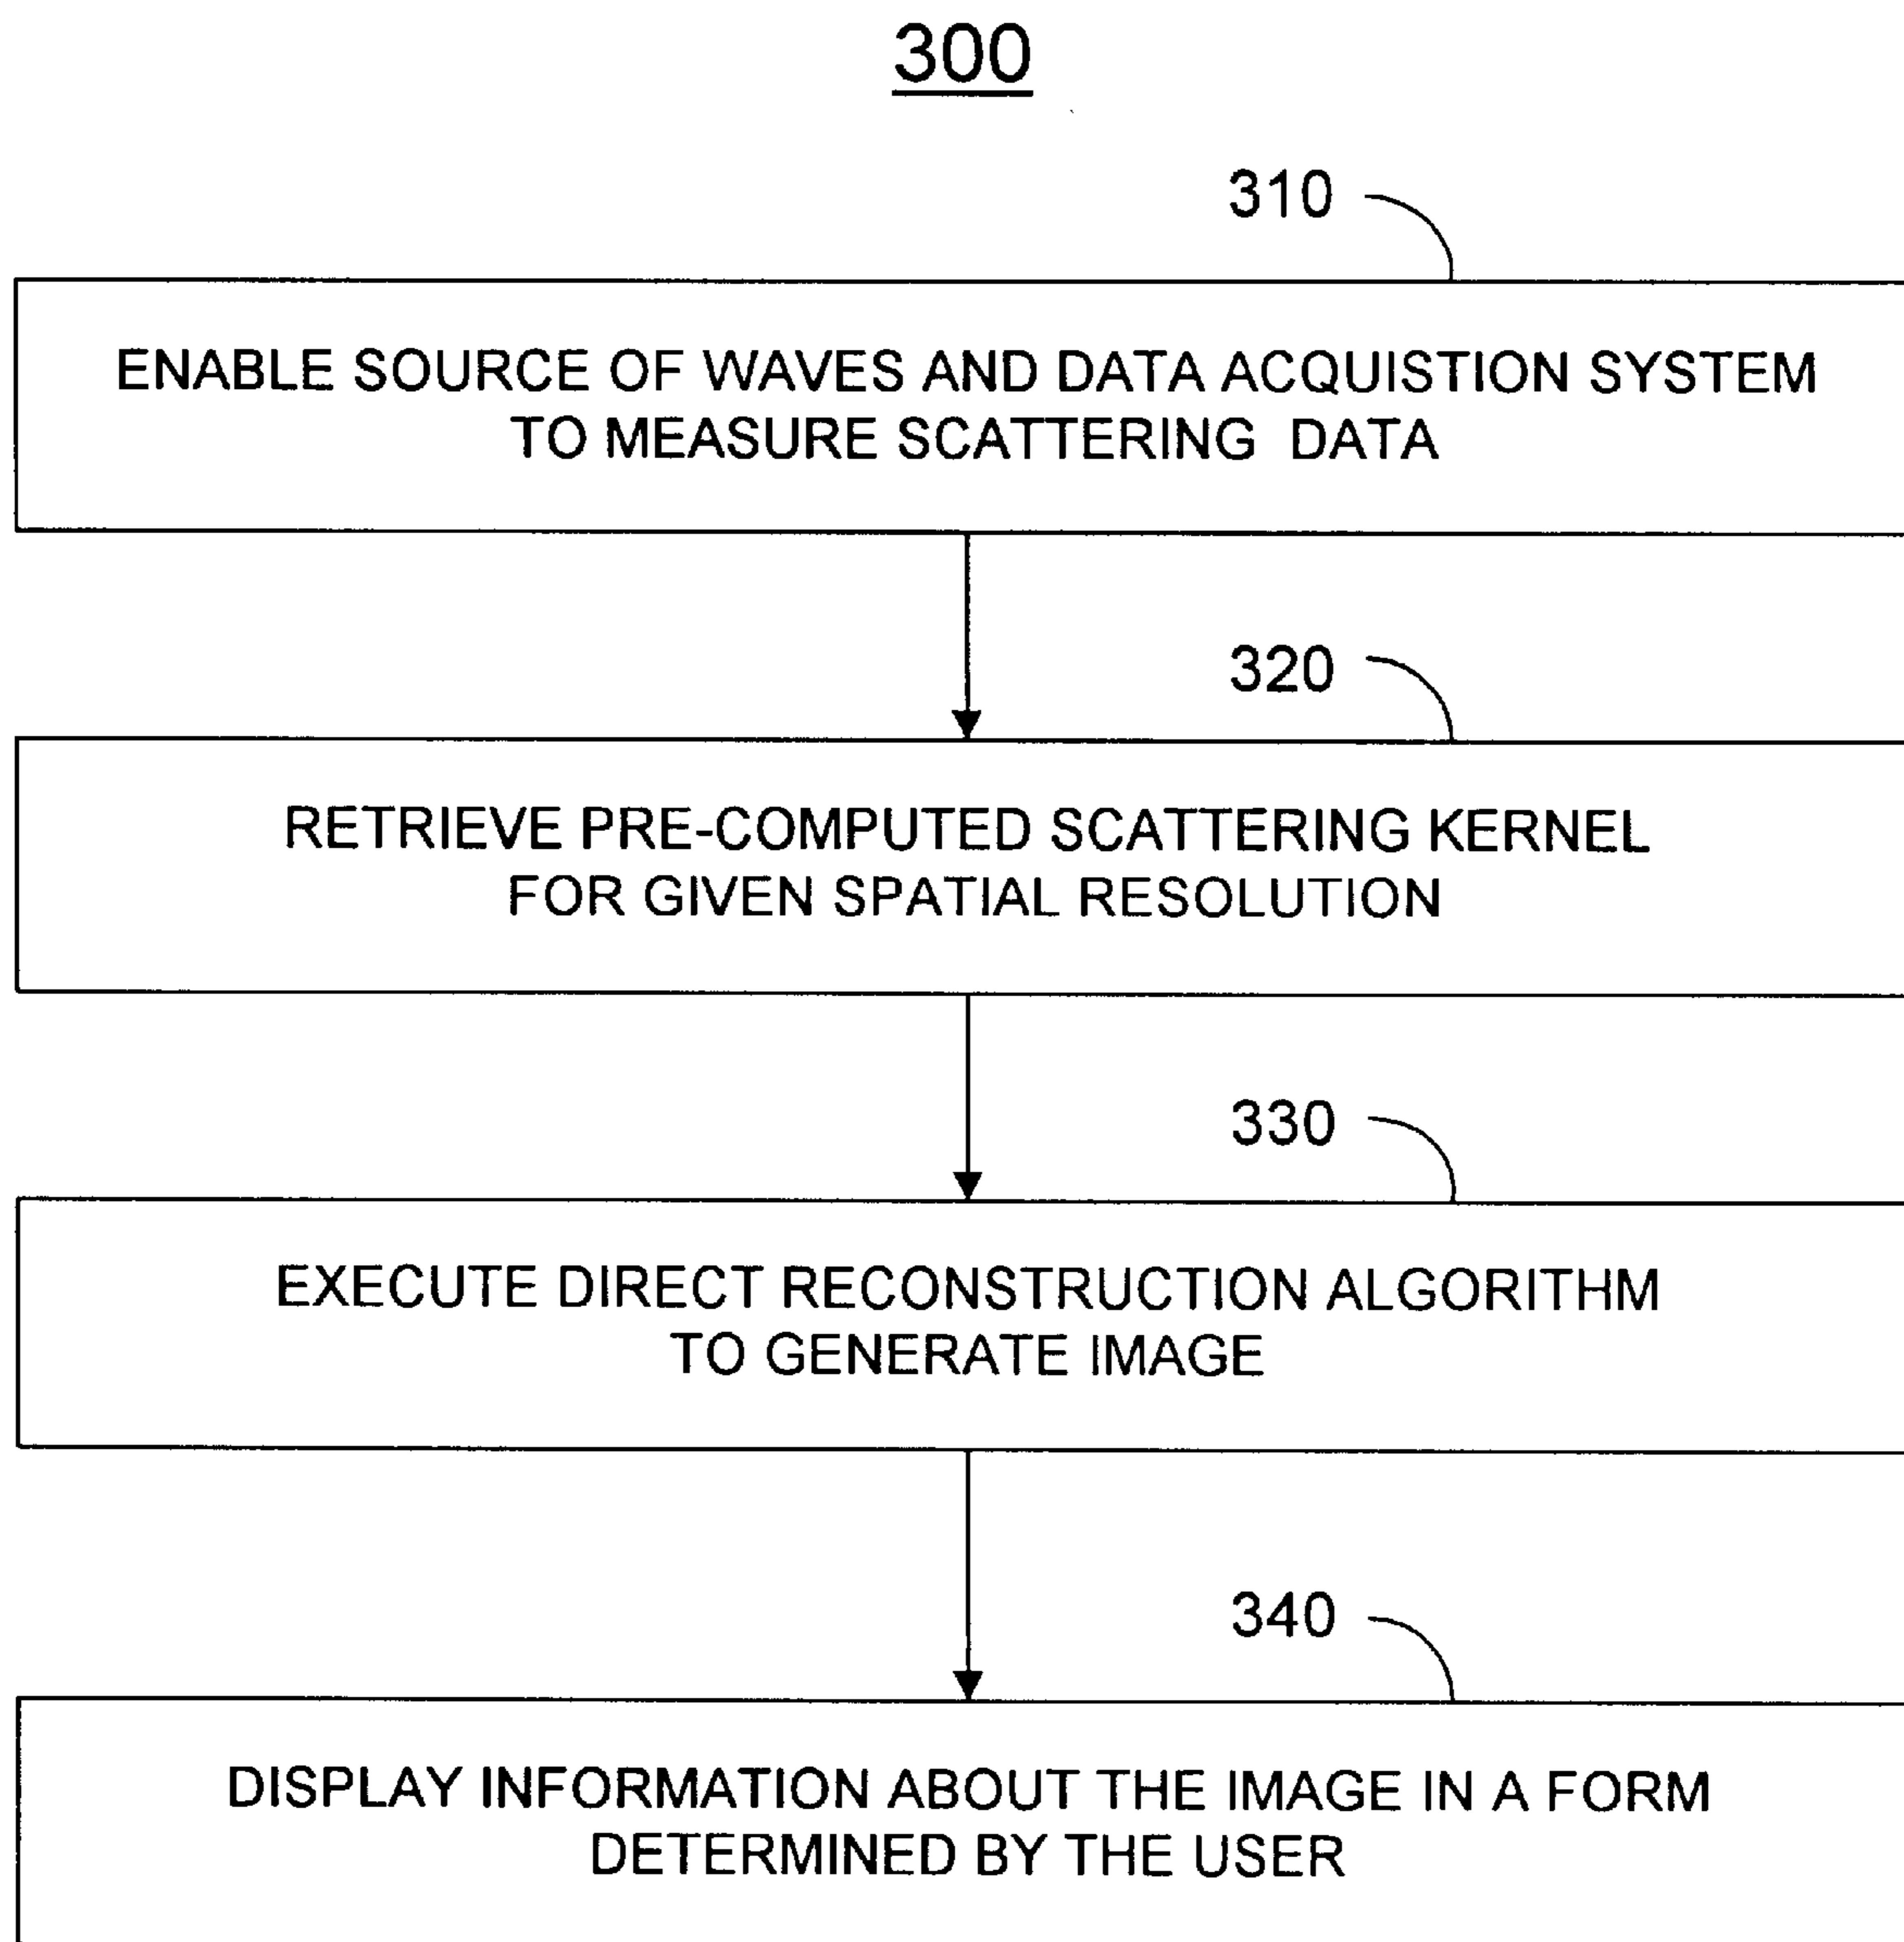 300
310
ENABLE SOURCE OF WAVES AND DATA ACQUISTION SYSTEM
TO MEASURE SCATTERING DATA
320
RETRIEVE PRE-COMPUTED SCATTERING KERNEL
FOR GIVEN SPATIAL RESOLUTION
330
EXECUTE DIRECT RECONSTRUCTION ALGORITHM
TO GENERATE IMAGE
340
DISPLAY INFORMATION ABOUT THE IMAGE IN A FORM
DETERMINED BY THE USER